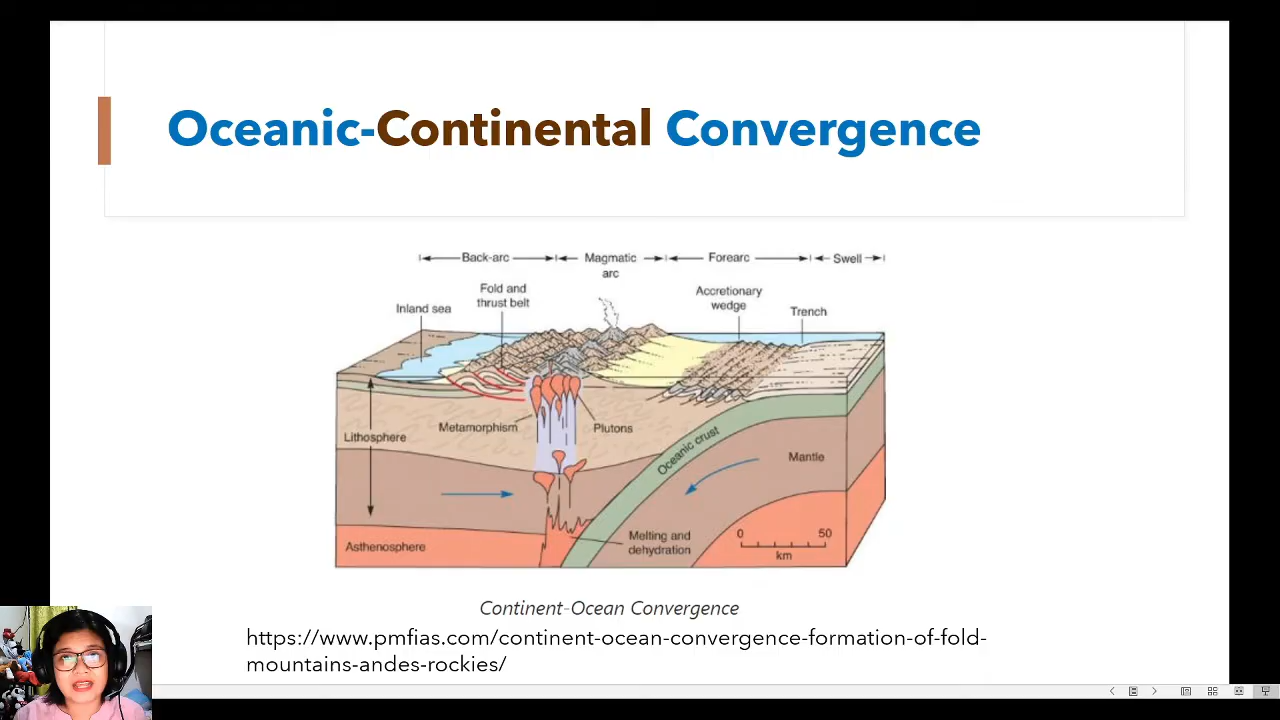 Oceanic-Continental Convergence
Back-arc
Magmatic
arc
Forearc
Swell
Fold and
thrust belt
Inland sea
Accretionary
wedge
Trench
Metamorphism
Plutons
Lithosphere
Oceanic crust
Mantle
Melting and
dehydration
0 50
km
Asthenosphere
Continent-Ocean Convergence
https://www.pmfias.com/continent-ocean-convergence-formation-of-fold-
mountains-andes-rockies/